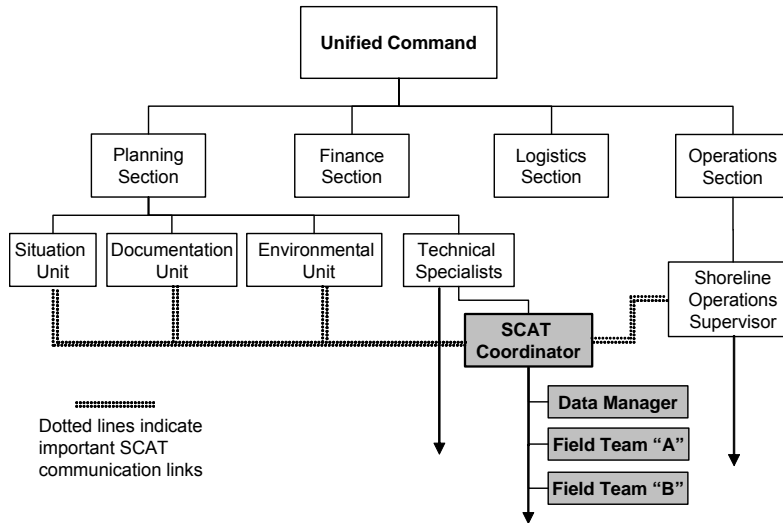 Unified Command
Planning
Section
Finance
Section
Logistics
Section
Operations
Section
Situation
Unit
Documentation
Unit
Environmental
Unit
Technical
Specialists
Shoreline
Operations
Supervisor
SCAT
Coordinator
Data Manager
Field Team “A”
Field Team “B”
Dotted lines indicate
important SCAT
communication links